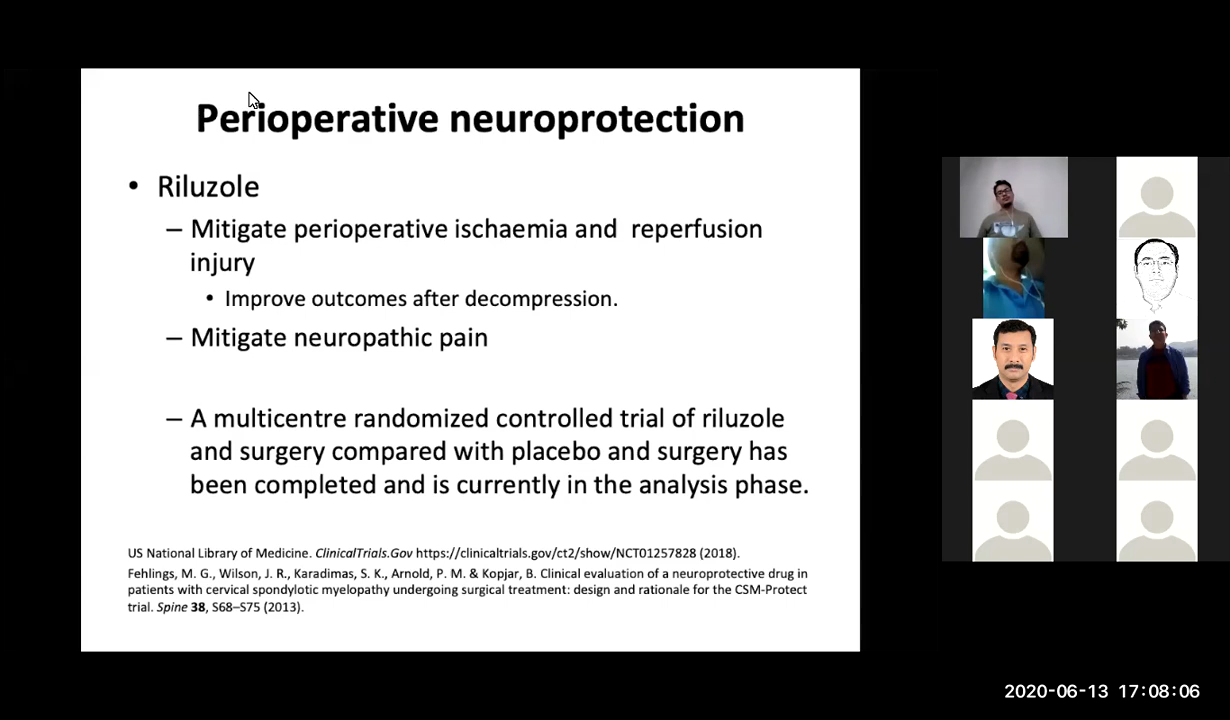 Perioperative neuroprotection
• Riluzole
– Mitigate perioperative ischaemia and reperfusion
injury
• Improve outcomes after decompression.
– Mitigate neuropathic pain
– A multicentre randomized controlled trial of riluzole
and surgery compared with placebo and surgery has
been completed and is currently in the analysis phase.
US National Library of Medicine. ClinicalTrials.Gov https://clinicaltrials.gov/ct2/show/NCT01257828 (2018).
Fehlings, M. G., Wilson, J. R., Karadimas, S. K., Arnold, P. M. & Kopjar, B. Clinical evaluation of a neuroprotective drug in
patients with cervical spondylotic myelopathy undergoing surgical treatment: design and rationale for the CSM-Protect
trial. Spine 38, S68–S75 (2013).
2020-06-13 17:08:06